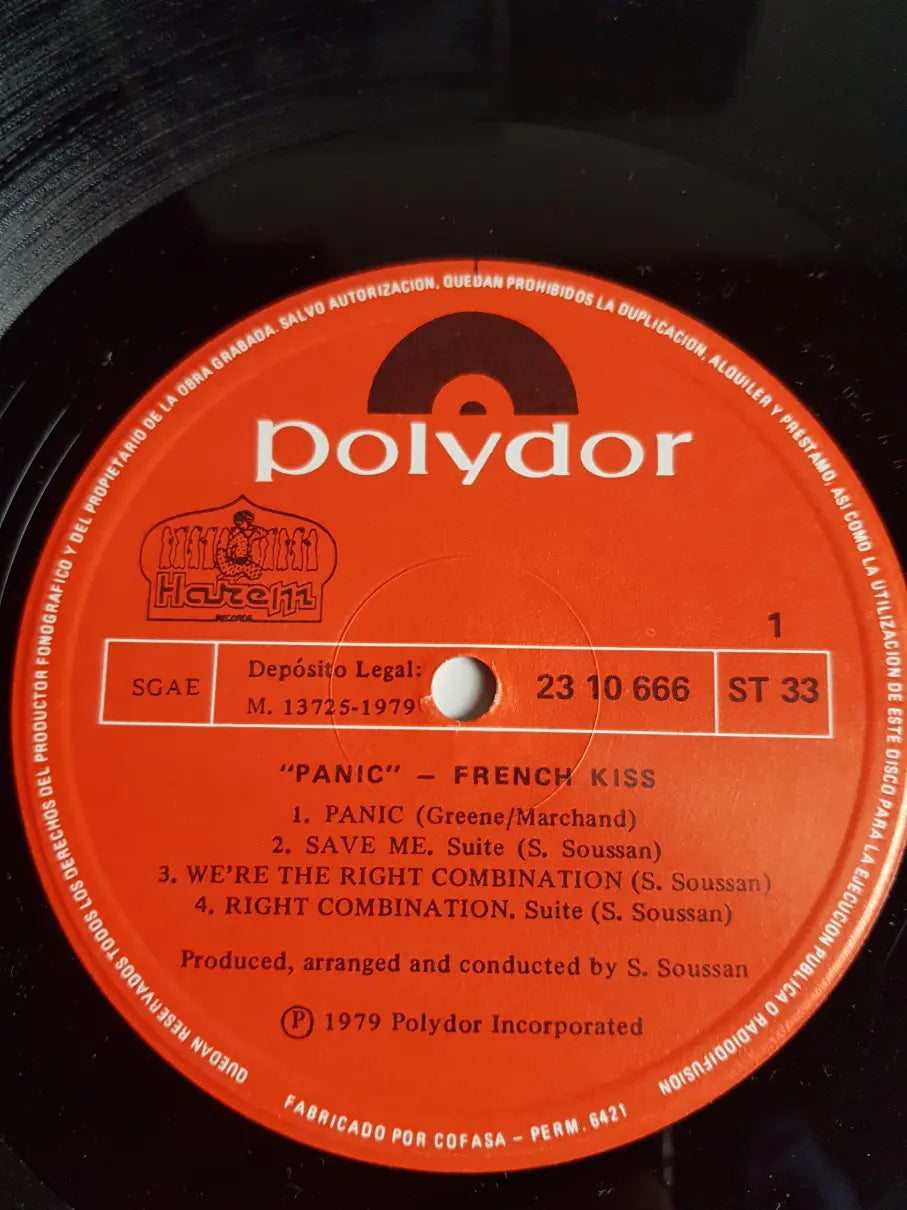 QUEDAN RESERVADOS TODOS LOS DERECHOS DEL PRODUCTOR FONOGRAFICO Y DEL PROPIETARIO DE LA OBRA GRABADA. SALVO AUTORIZACION, QUEDAN PROHIBIDOS LA DUPLICACION, ALQUILER Y PRESTAMO, ASI COMO LA UTILIZACION DE ESTE DISCO PARA LA EJECUCION PUBLICA O RADIODIFUSION
polydor
Harem
RECORDS
1
SGAE
Depósito Legal:
M. 13725-1979
23 10 666
ST 33
"PANIC" – FRENCH KISS
1. PANIC (Greene/Marchand)
2. SAVE ME. Suite (S. Soussan)
3. WE'RE THE RIGHT COMBINATION (S. Soussan)
4. RIGHT COMBINATION. Suite (S. Soussan)
Produced, arranged and conducted by S. Soussan
Ⓟ 1979 Polydor Incorporated
FABRICADO POR COFASA – PERM. 6421